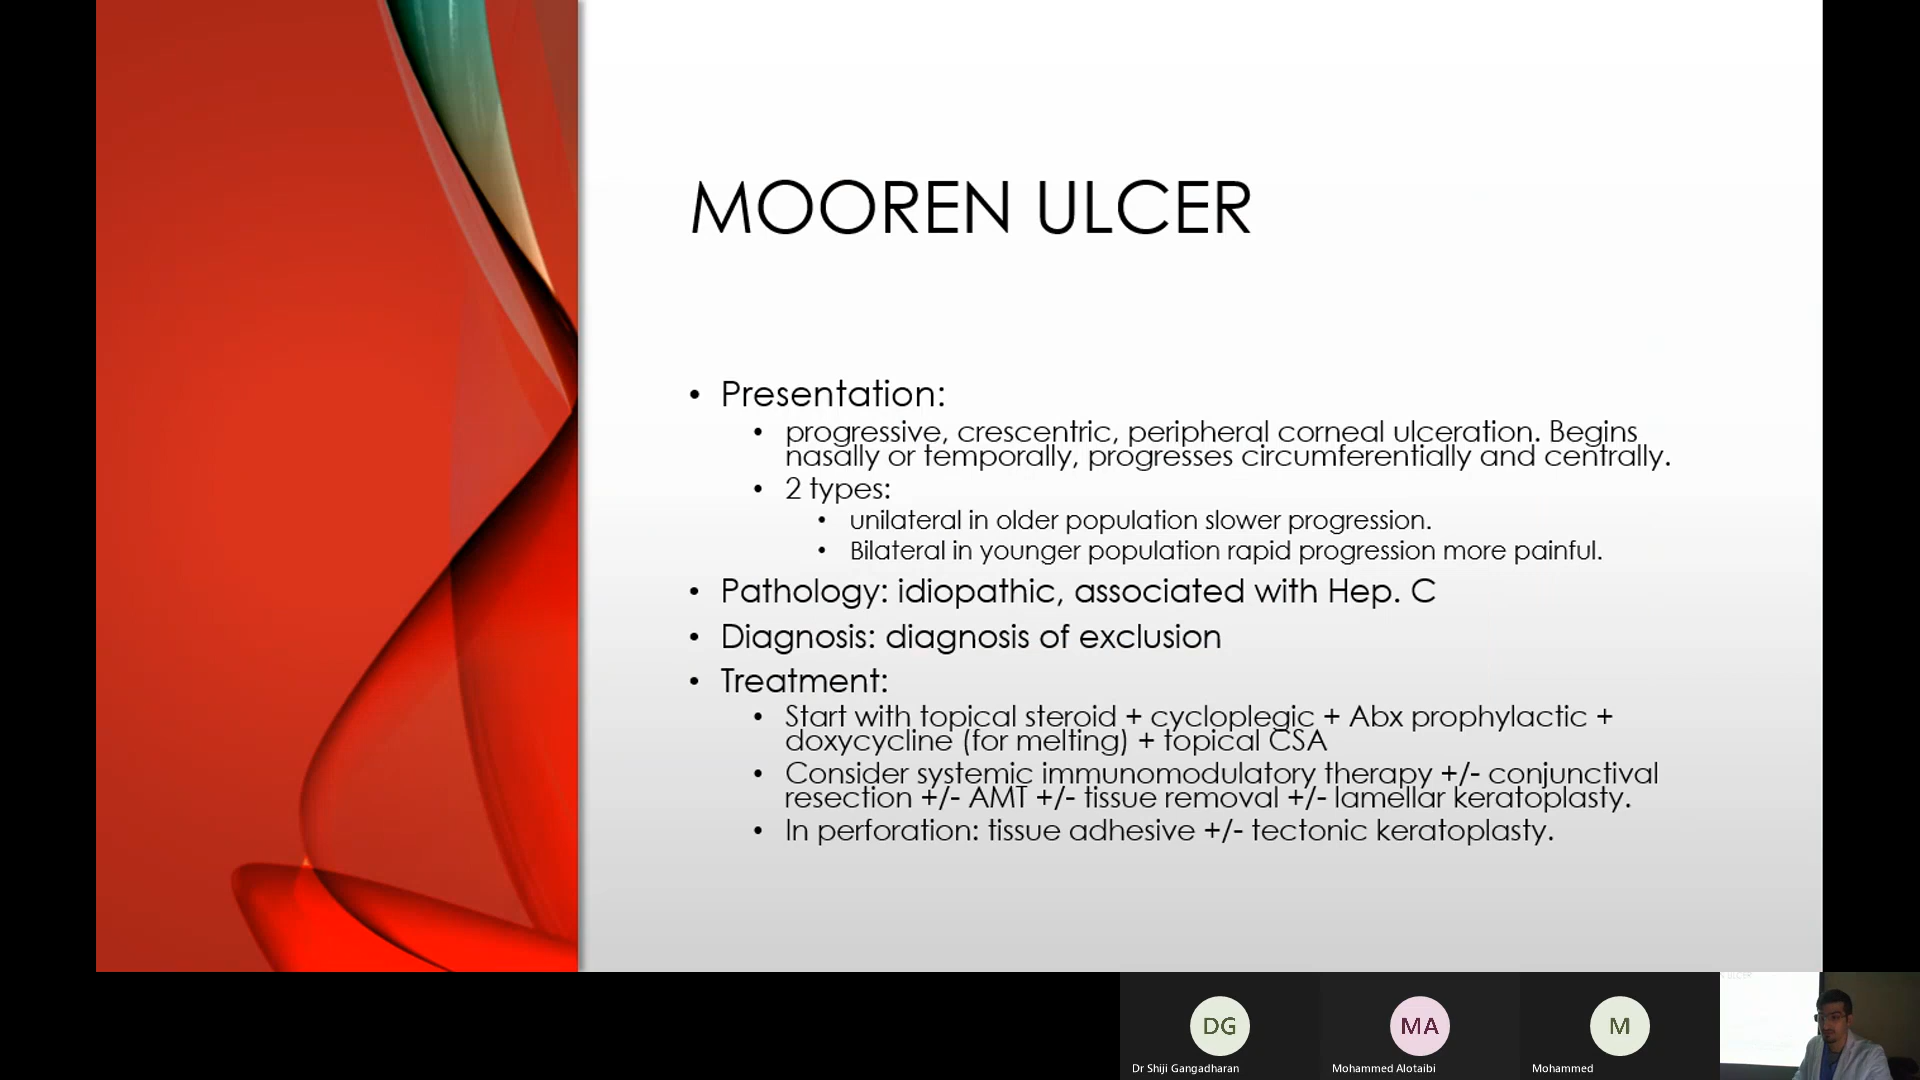 MOOREN ULCER
• Presentation:
• progressive, crescentric, peripheral corneal ulceration. Begins
nasally or temporally, progresses circumferentially and centrally.
• 2 types:
• unilateral in older population slower progression.
• Bilateral in younger population rapid progression more painful.
• Pathology: idiopathic, associated with Hep. C
• Diagnosis: diagnosis of exclusion
• Treatment:
• Start with topical steroid + cycloplegic + Abx prophylactic +
doxycycline (for melting) + topical CSA
• Consider systemic immunomodulatory therapy +/- conjunctival
resection +/- AMT +/- tissue removal +/- lamellar keratoplasty.
• In perforation: tissue adhesive +/- tectonic keratoplasty.
DG
MA
M
Dr Shiji Gangadharan
Mohammed Alotaibi
Mohammed